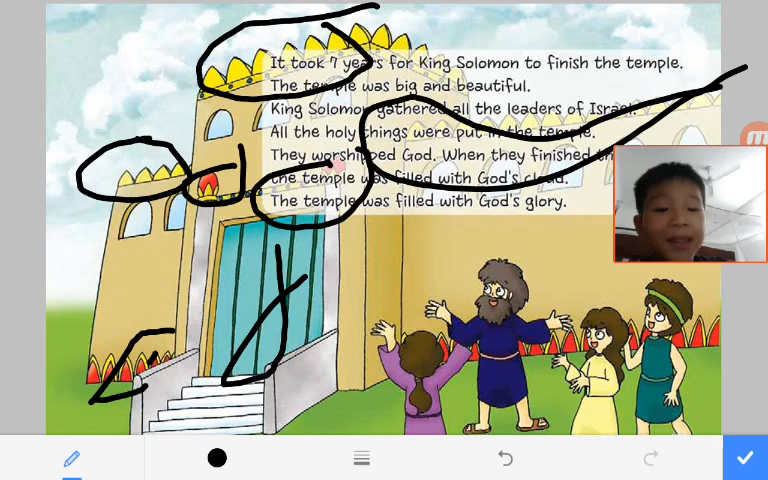 It took 7 years for King Solomon to finish the temple.
The temple was big and beautiful.
King Solomon gathered all the leaders of Israel.
All the holy things were put in the temple.
They worshipped God. When they finished
the temple was filled with God's cloud.
The temple was filled with God's glory.